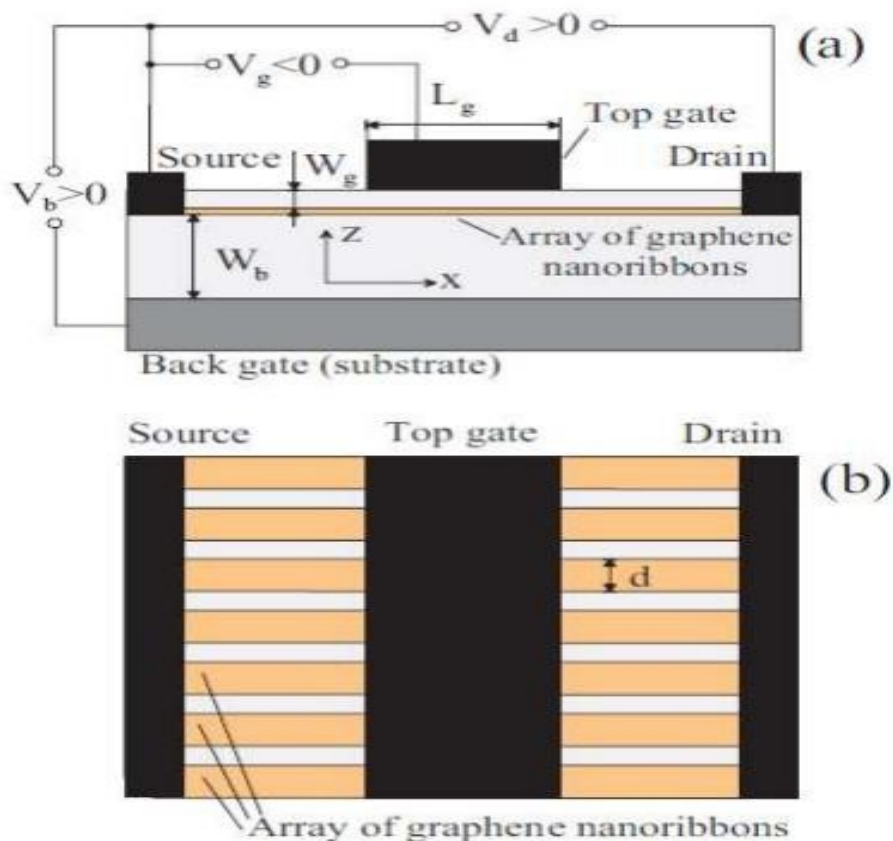 V_d>0
(a)
V_g<0
L_g
Top gate
Source
W_g
Drain
V_b>0
Array of graphene
nanoribbons
z
W_b
x
Back gate (substrate)
Source
Top gate
Drain
(b)
d
Array of graphene nanoribbons